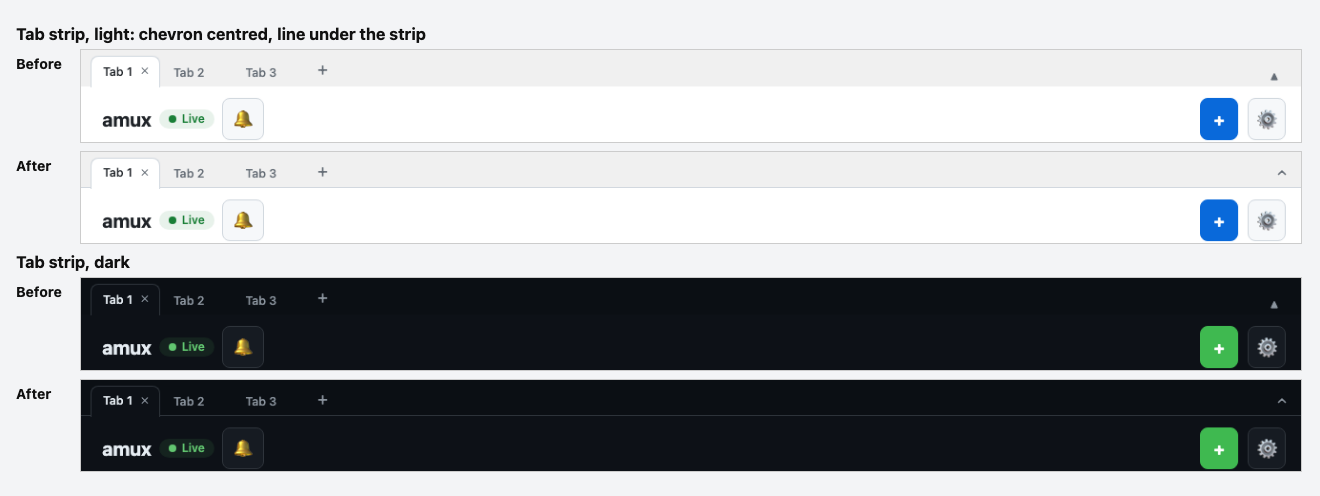 Tab strip, light: chevron centred, line under the strip
Before
Tab 1 × Tab 2 Tab 3 + ▲
amux Live +
After
Tab 1 × Tab 2 Tab 3 +
amux Live +
Tab strip, dark
Before
Tab 1 × Tab 2 Tab 3 + ▲
amux Live +
After
Tab 1 × Tab 2 Tab 3 +
amux Live +